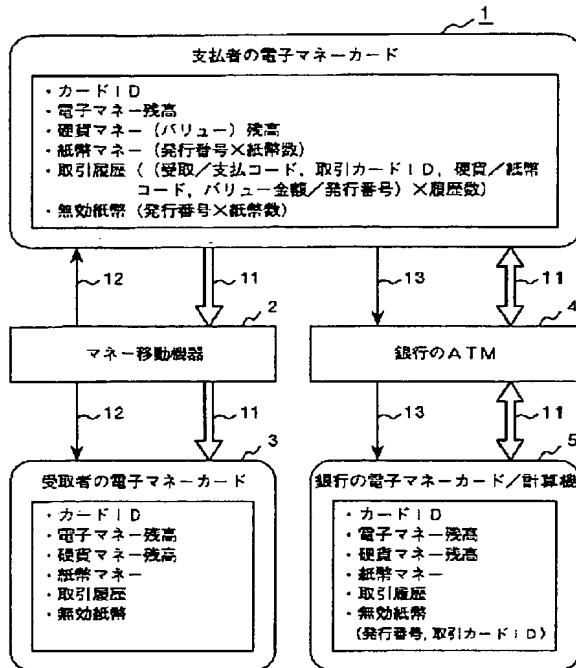 1
支払者の電子マネーカード
・カードID
・電子マネー残高
・硬貨マネー（バリュー）残高
・紙幣マネー（発行番号×紙幣数）
・取引履歴（（受取／支払コード，取引カードID，硬貨／紙幣
コード，バリュー金額／発行番号）×履歴数）
・無効紙幣（発行番号×紙幣数）
12 11 13 11
2 4
マネー移動機器 銀行のATM
12 11 13 11
3 5
受取者の電子マネーカード
・カードID
・電子マネー残高
・硬貨マネー残高
・紙幣マネー
・取引履歴
・無効紙幣
銀行の電子マネーカード／計算機
・カードID
・電子マネー残高
・硬貨マネー残高
・紙幣マネー
・取引履歴
・無効紙幣
（発行番号，取引カードID）